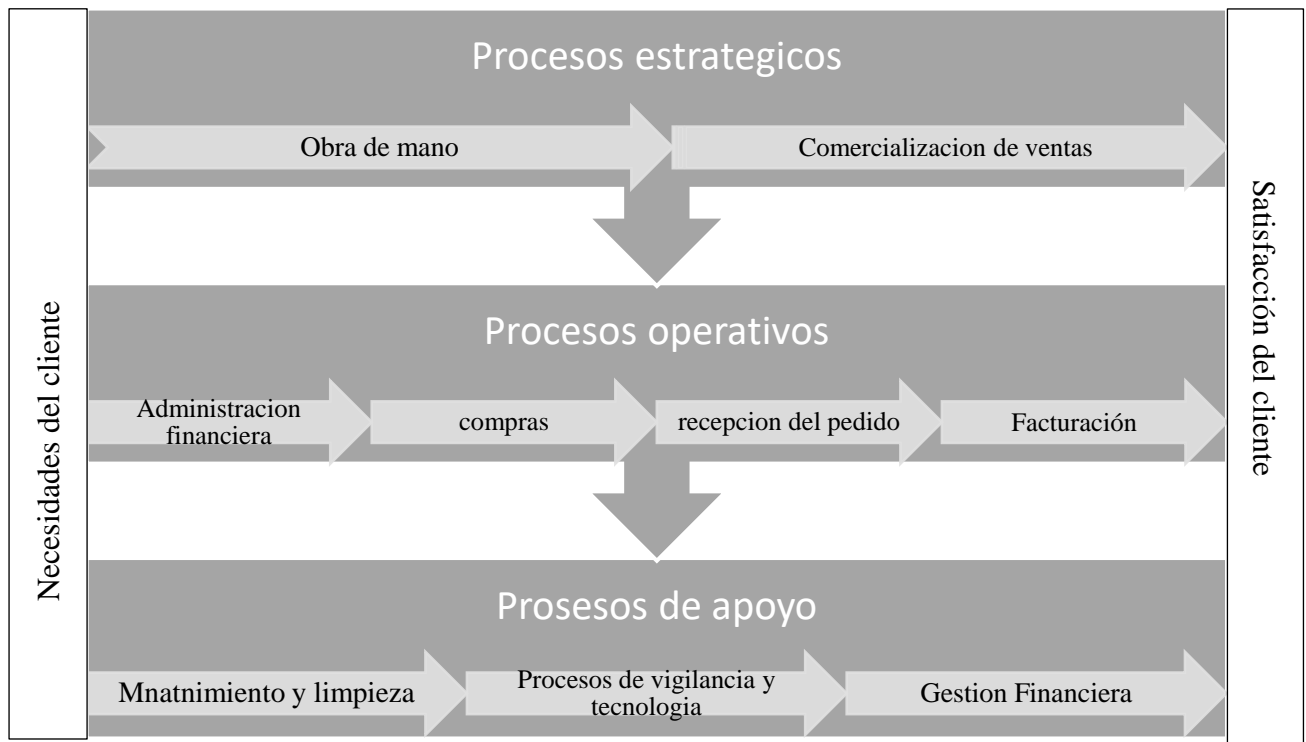 Necesidades del cliente
Procesos estrategicos
Obra de mano
Comercializacion de ventas
Procesos operativos
Administracion
financiera
compras
recepcion del pedido
Facturación
Prosesos de apoyo
Mnatnimiento y limpieza
Procesos de vigilancia y
tecnologia
Gestion Financiera
Satisfacción del cliente